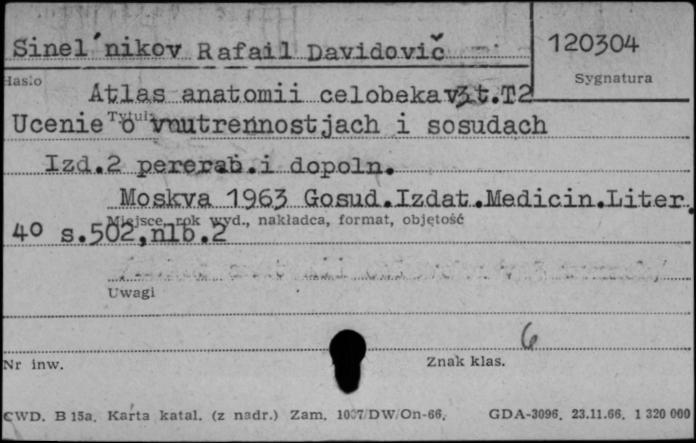 Sinel´nikov Rafail Davidovič
120304
Hasło
Sygnatura
Atlas anatomii celobeka v3t.T2
Tytuł
Ucenie o vnutrennostjach i sosudach
Izd.2 pererab.i dopoln.
Moskva 1963 Gosud.Izdat.Medicin.Liter.
Miejsce, rok wyd., nakładca, format, objętość
4o s.502,nlb.2
Uwagi
6
Nr inw.
Znak klas.
CWD. B 15a. Karta katal. (z nadr.) Zam. 1007/DW/On-66. GDA-3096. 23.11.66. 1 320 000